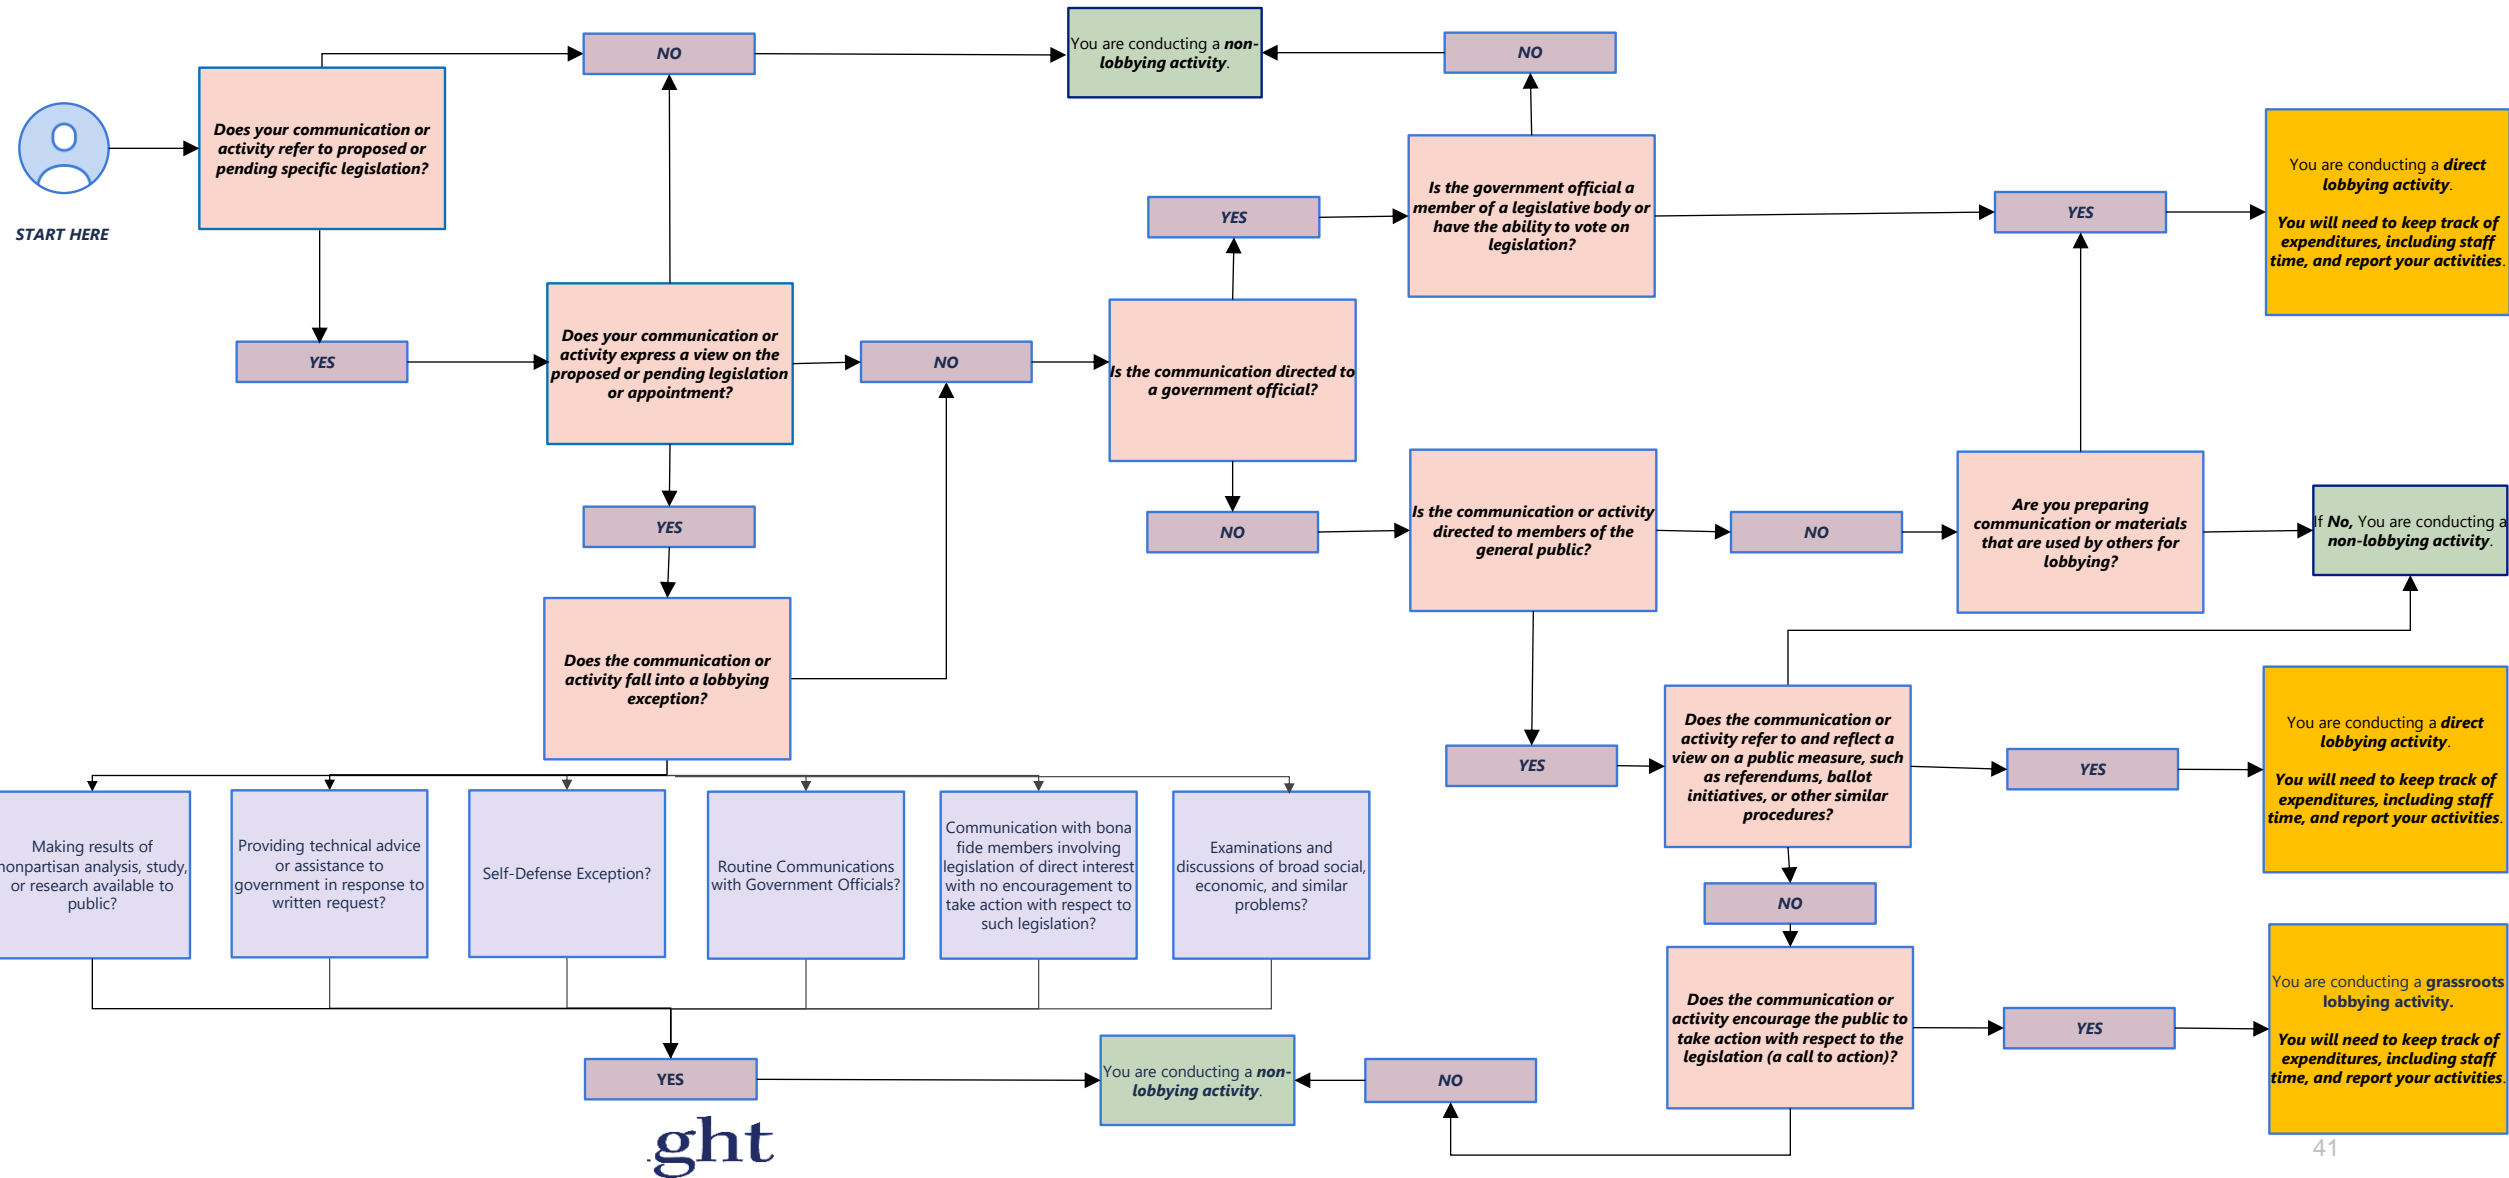 NO
You are conducting a non-
lobbying activity.
NO
Does your communication or
activity refer to proposed or
pending specific legislation?
START HERE
You are conducting a direct
lobbying activity.
You will need to keep track of
expenditures, including staff
time, and report your activities.
Is the government official a
member of a legislative body or
have the ability to vote on
legislation?
YES
YES
YES
Does your communication or
activity express a view on the
proposed or pending legislation
or appointment?
NO
Is the communication directed to
a government official?
YES
NO
Is the communication or activity
directed to members of the
general public?
NO
Are you preparing
communication or materials
that are used by others for
lobbying?
If No, You are conducting a
non-lobbying activity.
Does the communication or
activity fall into a lobbying
exception?
YES
Does the communication or
activity refer to and reflect a
view on a public measure, such
as referendums, ballot
initiatives, or other similar
procedures?
YES
You are conducting a direct
lobbying activity.
You will need to keep track of
expenditures, including staff
time, and report your activities.
Making results of
nonpartisan analysis, study,
or research available to
public?
Providing technical advice
or assistance to
government in response to
written request?
Self-Defense Exception?
Routine Communications
with Government Officials?
Communication with bona
fide members involving
legislation of direct interest
with no encouragement to
take action with respect to
such legislation?
Examinations and
discussions of broad social,
economic, and similar
problems?
NO
Does the communication or
activity encourage the public to
take action with respect to the
legislation (a call to action)?
YES
You are conducting a grassroots
lobbying activity.
You will need to keep track of
expenditures, including staff
time, and report your activities.
YES
You are conducting a non-
lobbying activity.
NO
ght
41